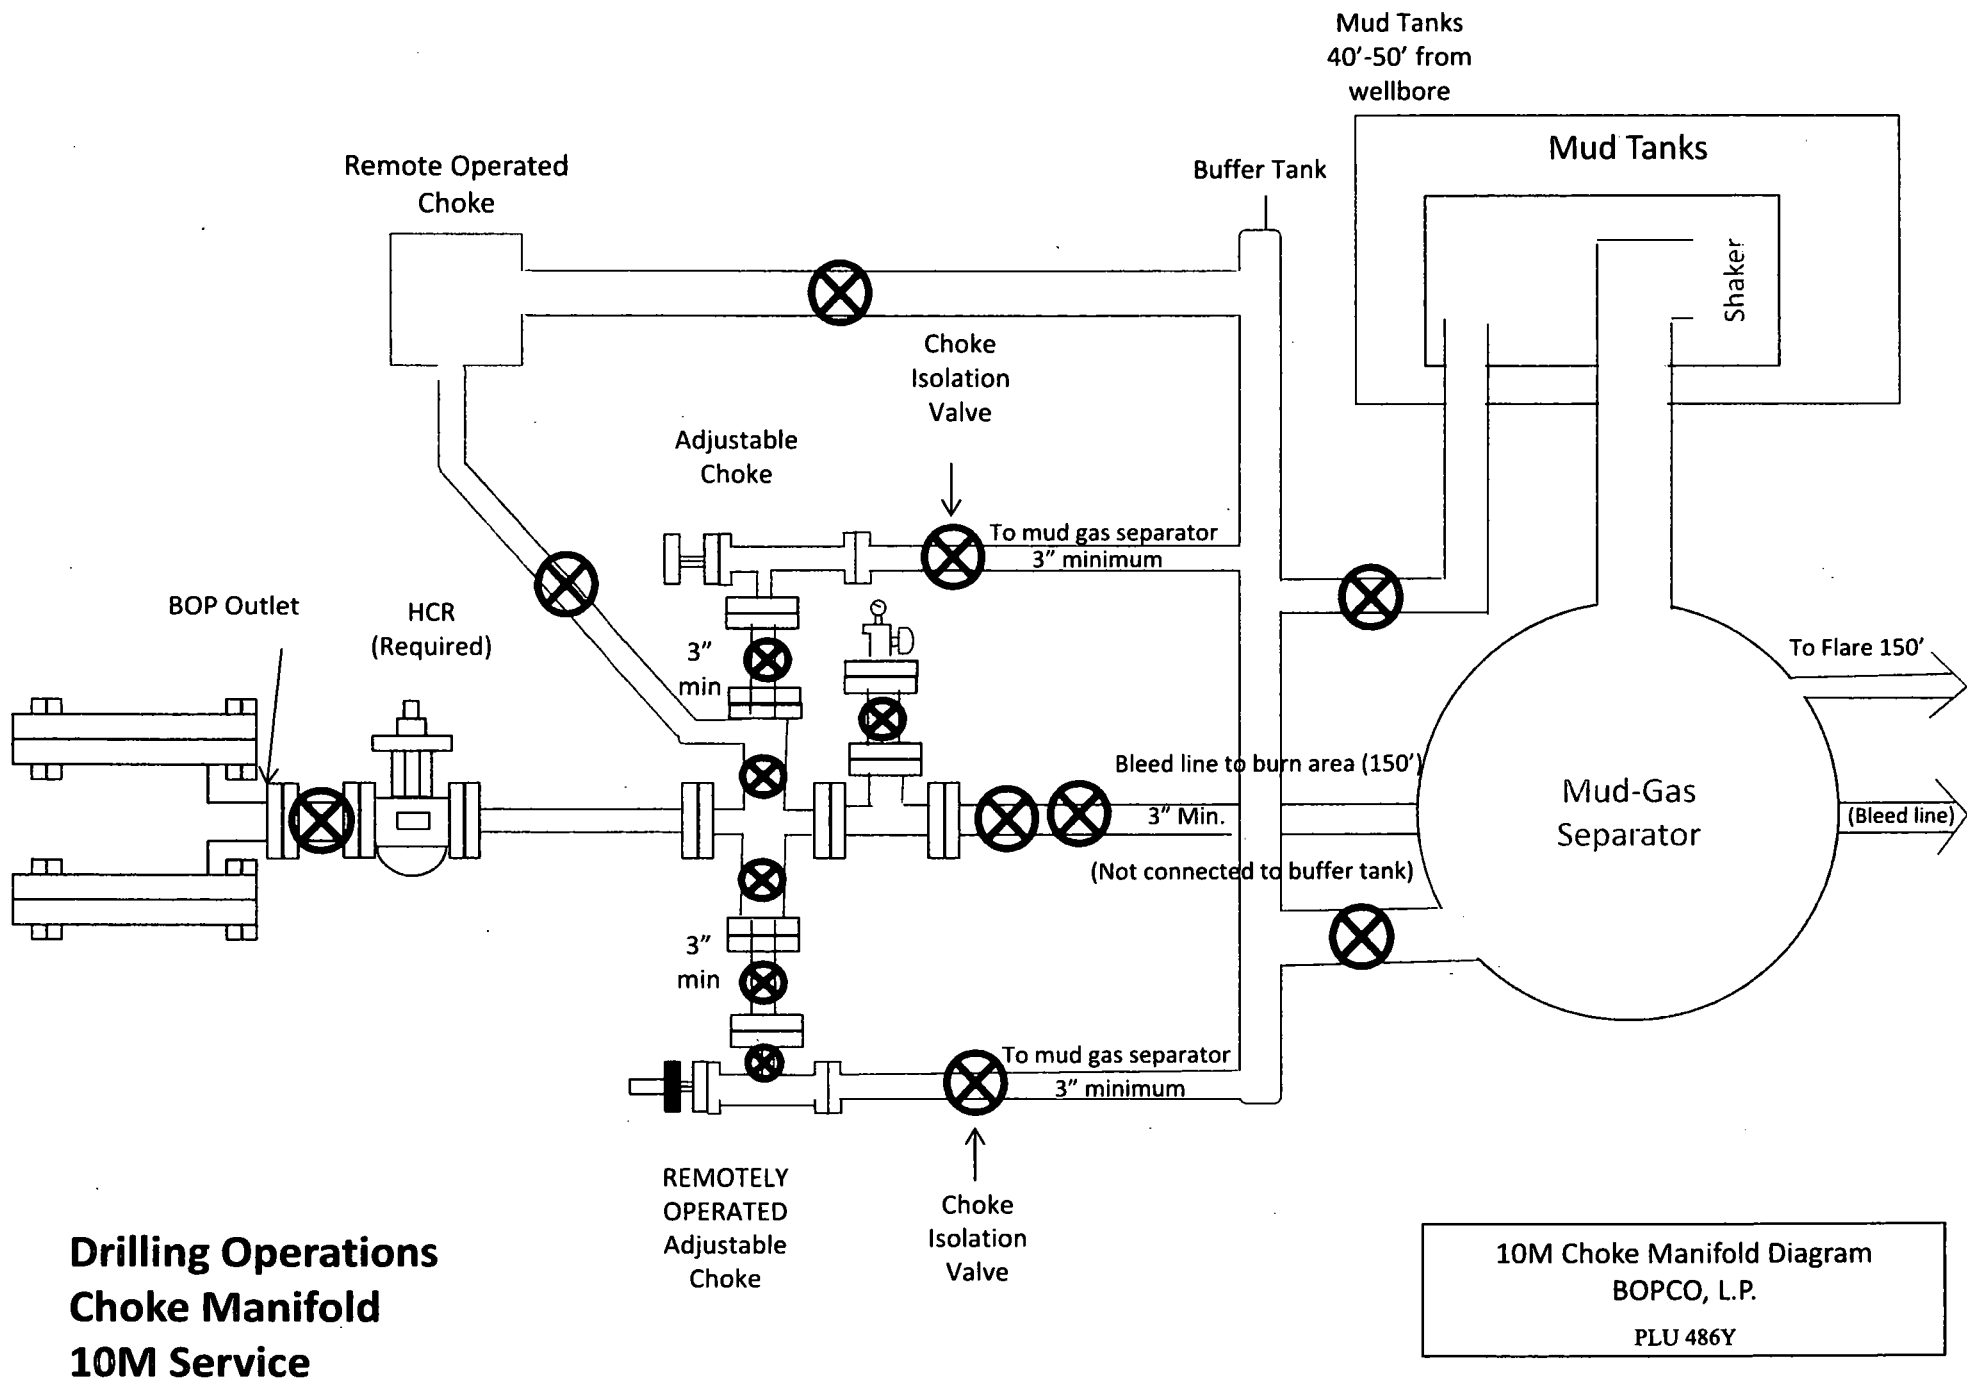 Mud Tanks
40'-50' from
wellbore
Mud Tanks
Shaker
Buffer Tank
Remote Operated
Choke
Choke
Isolation
Valve
Adjustable
Choke
To mud gas separator
3" minimum
BOP Outlet
HCR
(Required)
3"
min
To Flare 150'
Bleed line to burn area (150')
3" Min.
(Not connected to buffer tank)
Mud-Gas
Separator
(Bleed line)
3"
min
To mud gas separator
3" minimum
REMOTELY
OPERATED
Adjustable
Choke
Choke
Isolation
Valve
Drilling Operations
Choke Manifold
10M Service
10M Choke Manifold Diagram
BOPCO, L.P.
PLU 486Y